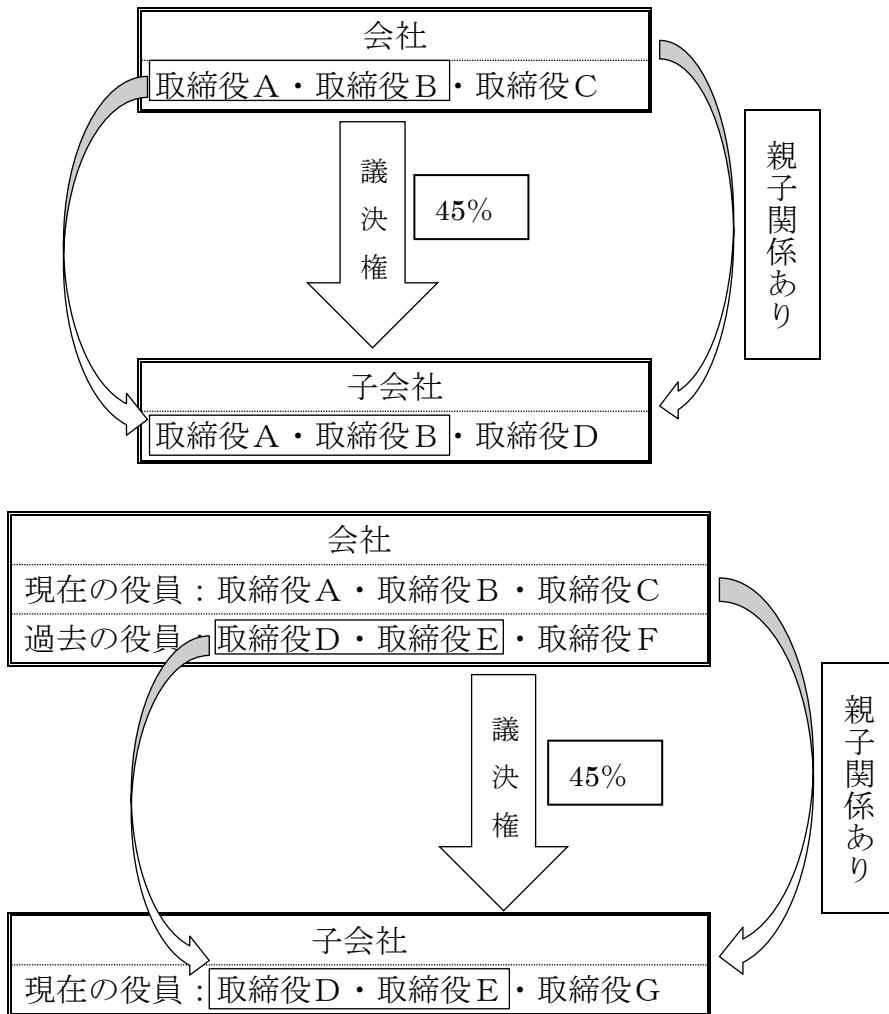 会社
取締役Ａ・取締役Ｂ・取締役Ｃ
議決権
45%
親子関係あり
子会社
取締役Ａ・取締役Ｂ・取締役Ｄ
会社
現在の役員：取締役Ａ・取締役Ｂ・取締役Ｃ
過去の役員：取締役Ｄ・取締役Ｅ・取締役Ｆ
議決権
45%
親子関係あり
子会社
現在の役員：取締役Ｄ・取締役Ｅ・取締役Ｇ